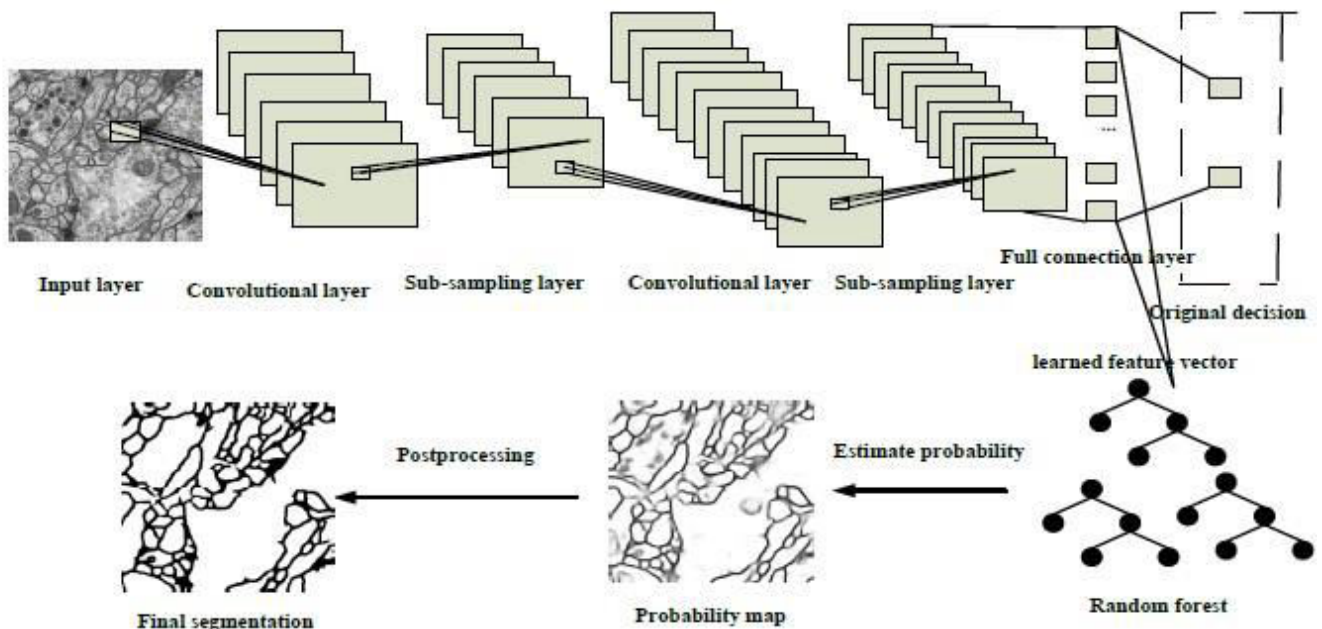 ...
Full connection layer
Input layer
Convolutional layer
Sub-sampling layer
Convolutional layer
Sub-sampling layer
Original decision
learned feature vector
Postprocessing
Estimate probability
Final segmentation
Probability map
Random forest